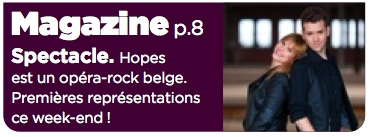 Magazine p.8
Spectacle. Hopes
est un opéra-rock belge.
Premières représentations
ce week-end !